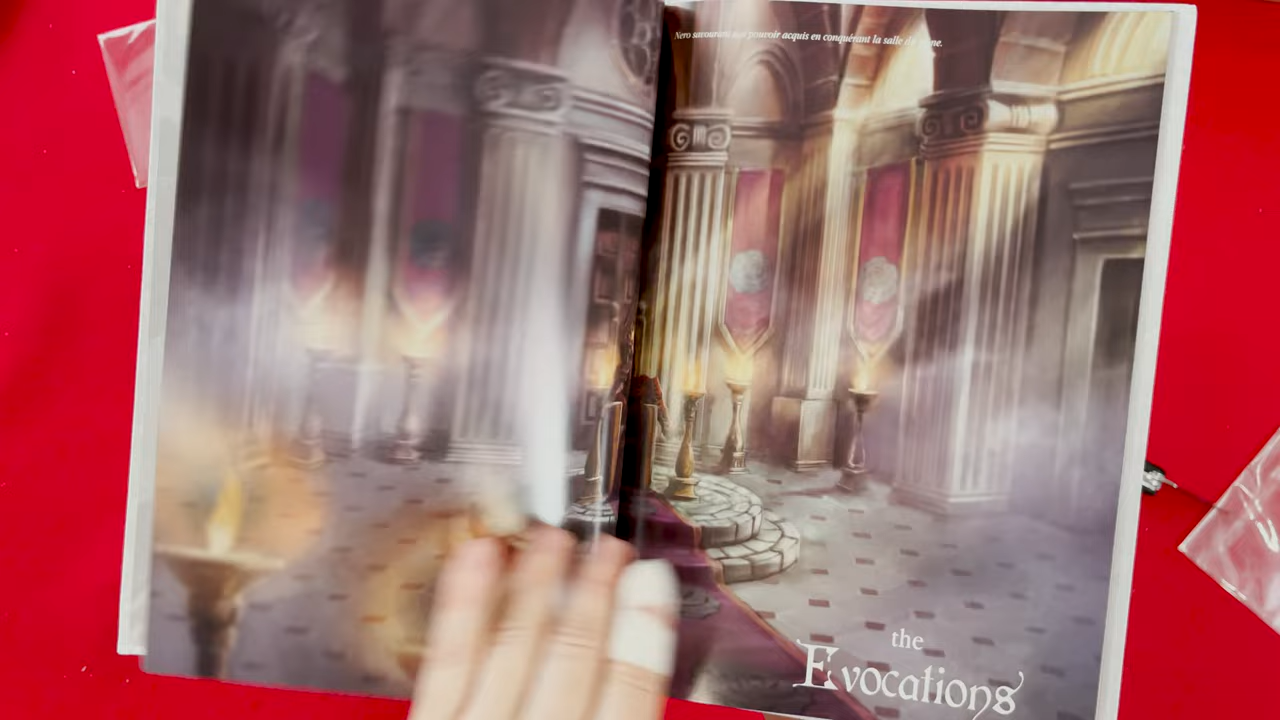 Nero savourant son pouvoir acquis en conquérant la salle du trône.
the
Evocations